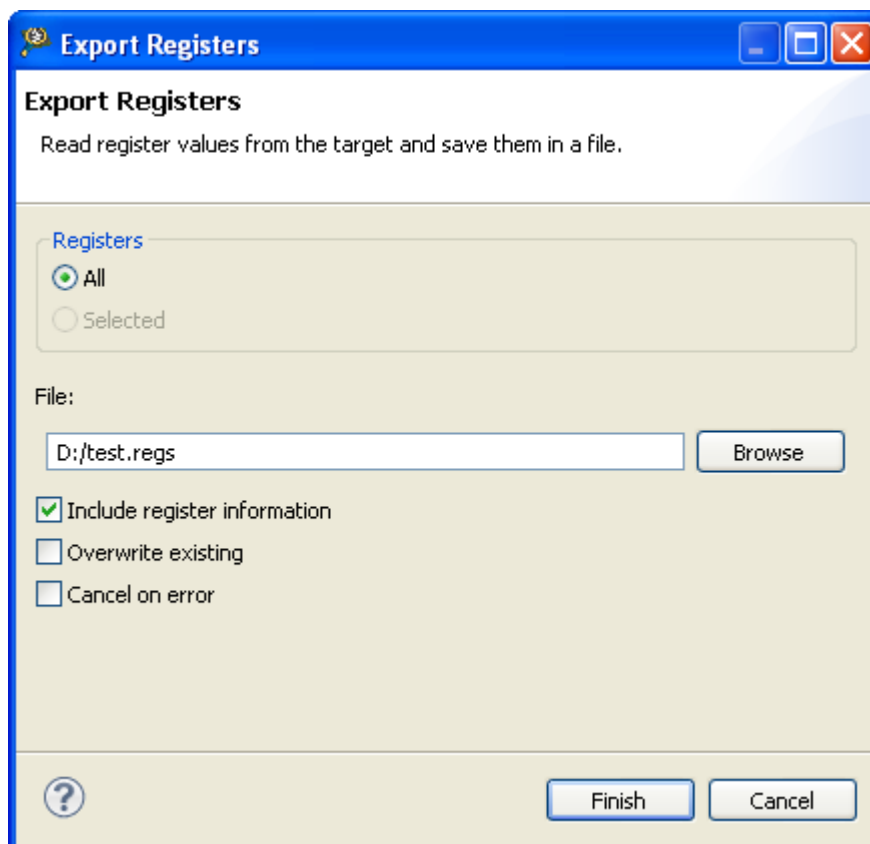 Export Registers
Export Registers
Read register values from the target and save them in a file.
Registers
All
Selected
File:
D:/test.regs
Browse
Include register information
Overwrite existing
Cancel on error
?
Finish
Cancel